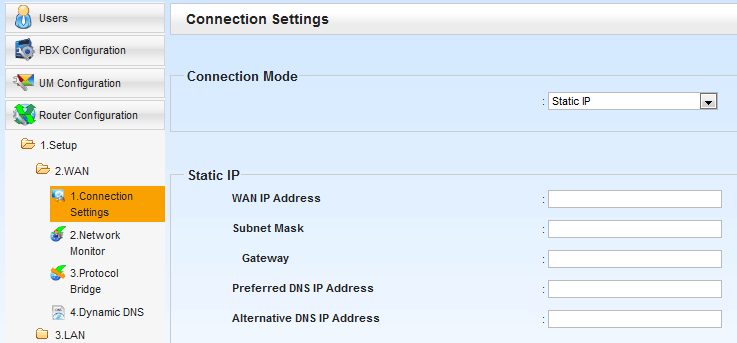 Users
PBX Configuration
UM Configuration
Router Configuration
1.Setup
2.WAN
1.Connection
Settings
2.Network
Monitor
3.Protocol
Bridge
4.Dynamic DNS
3.LAN
Connection Settings
Connection Mode
: Static IP
Static IP
WAN IP Address :
Subnet Mask :
Gateway :
Preferred DNS IP Address :
Alternative DNS IP Address :